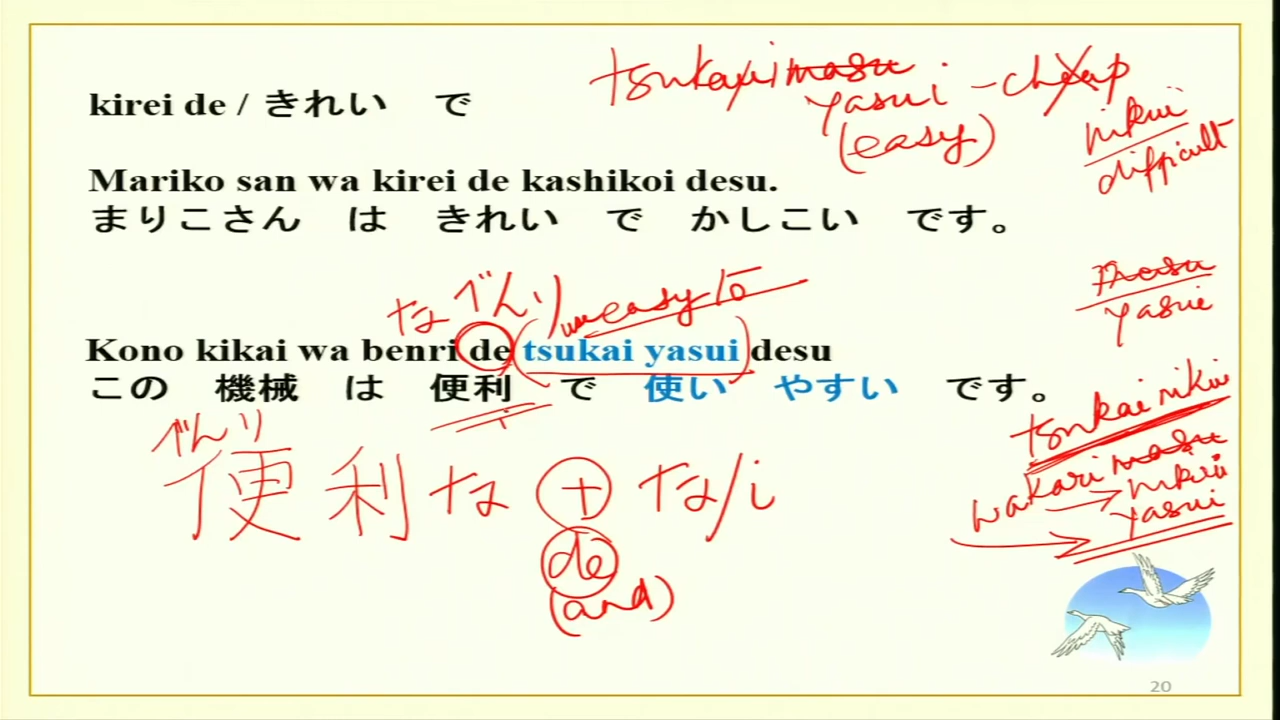 tsukaimasu
yasui - cheap
(easy)
nikui
difficult
kirei de / きれい で
Mariko san wa kirei de kashikoi desu.
まりこさん は きれい で かしこい です。
masu
yasui
な べんり use easy to
Kono kikai wa benri de (tsukai yasui) desu
この 機械 は 便利 で 使い やすい です。
tsukai nikui
wakari masu
nikui
yasui
べんり
便利 な + な/i
de
(and)
20